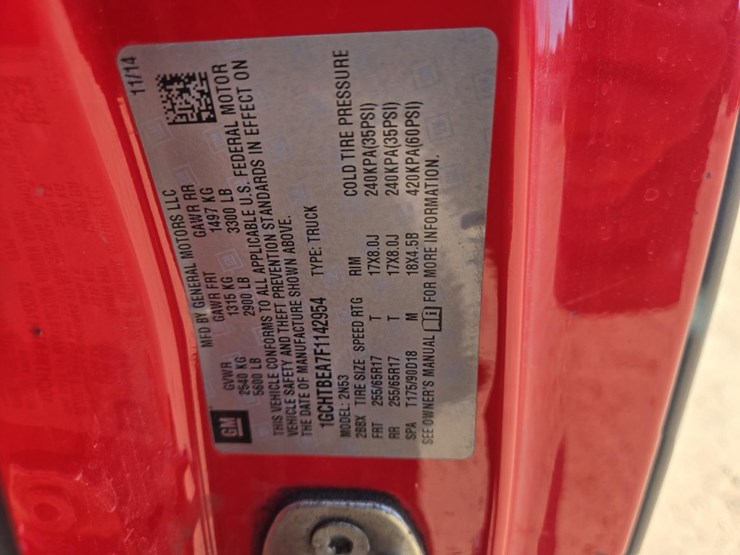 MFD BY GENERAL MOTORS LLC 11/14
GM
GVWR GAWR FRT GAWR RR
2540 KG 1315 KG 1497 KG
5600 LB 2900 LB 3300 LB
THIS VEHICLE CONFORMS TO ALL APPLICABLE U.S. FEDERAL MOTOR
VEHICLE SAFETY AND THEFT PREVENTION STANDARDS IN EFFECT ON
THE DATE OF MANUFACTURE SHOWN ABOVE.
1GCHTBEA7F1142954 TYPE: TRUCK
MODEL: 2N53
2BBX TIRE SIZE SPEED RTG RIM COLD TIRE PRESSURE
FRT 255/65R17 T 17X8.0J 240KPA(35PSI)
RR 255/65R17 T 17X8.0J 240KPA(35PSI)
SPA T175/90D18 M 18X4.5B 420KPA(60PSI)
SEE OWNER'S MANUAL FOR MORE INFORMATION.